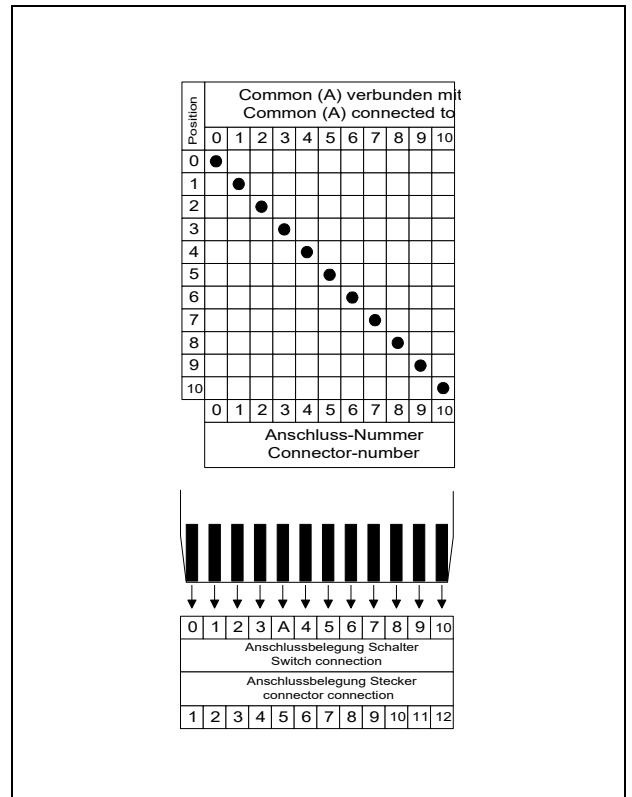 Position
Common (A) verbunden mit
Common (A) connected to
0 1 2 3 4 5 6 7 8 9 10
0
1
2
3
4
5
6
7
8
9
10
0 1 2 3 4 5 6 7 8 9 10
Anschluss-Nummer
Connector-number
0 1 2 3 A 4 5 6 7 8 9 10
Anschlussbelegung Schalter
Switch connection
Anschlussbelegung Stecker
connector connection
1 2 3 4 5 6 7 8 9 10 11 12